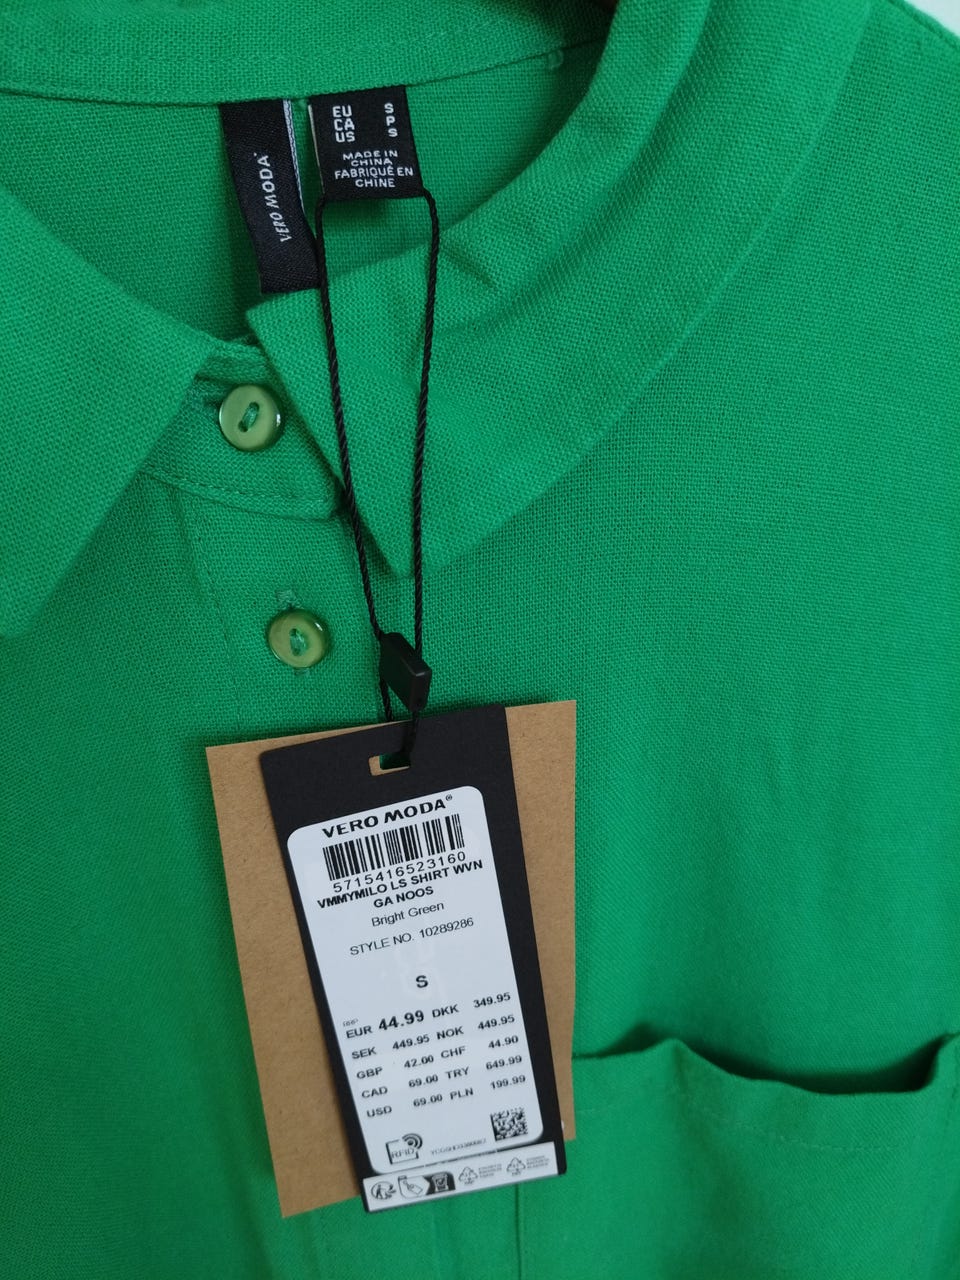 VERO MODA
EU S
CA P
US S
MADE IN
CHINA
FABRIQUÉ EN
CHINE
VERO MODA®
5715416523160
VMMYMILO LS SHIRT WVN
GA NOOS
Bright Green
STYLE NO. 10289286
S
RRP
EUR 44.99 DKK 349.95
SEK 449.95 NOK 449.95
GBP 42.00 CHF 44.90
CAD 69.00 TRY 649.99
USD 69.00 PLN 199.99
RFID